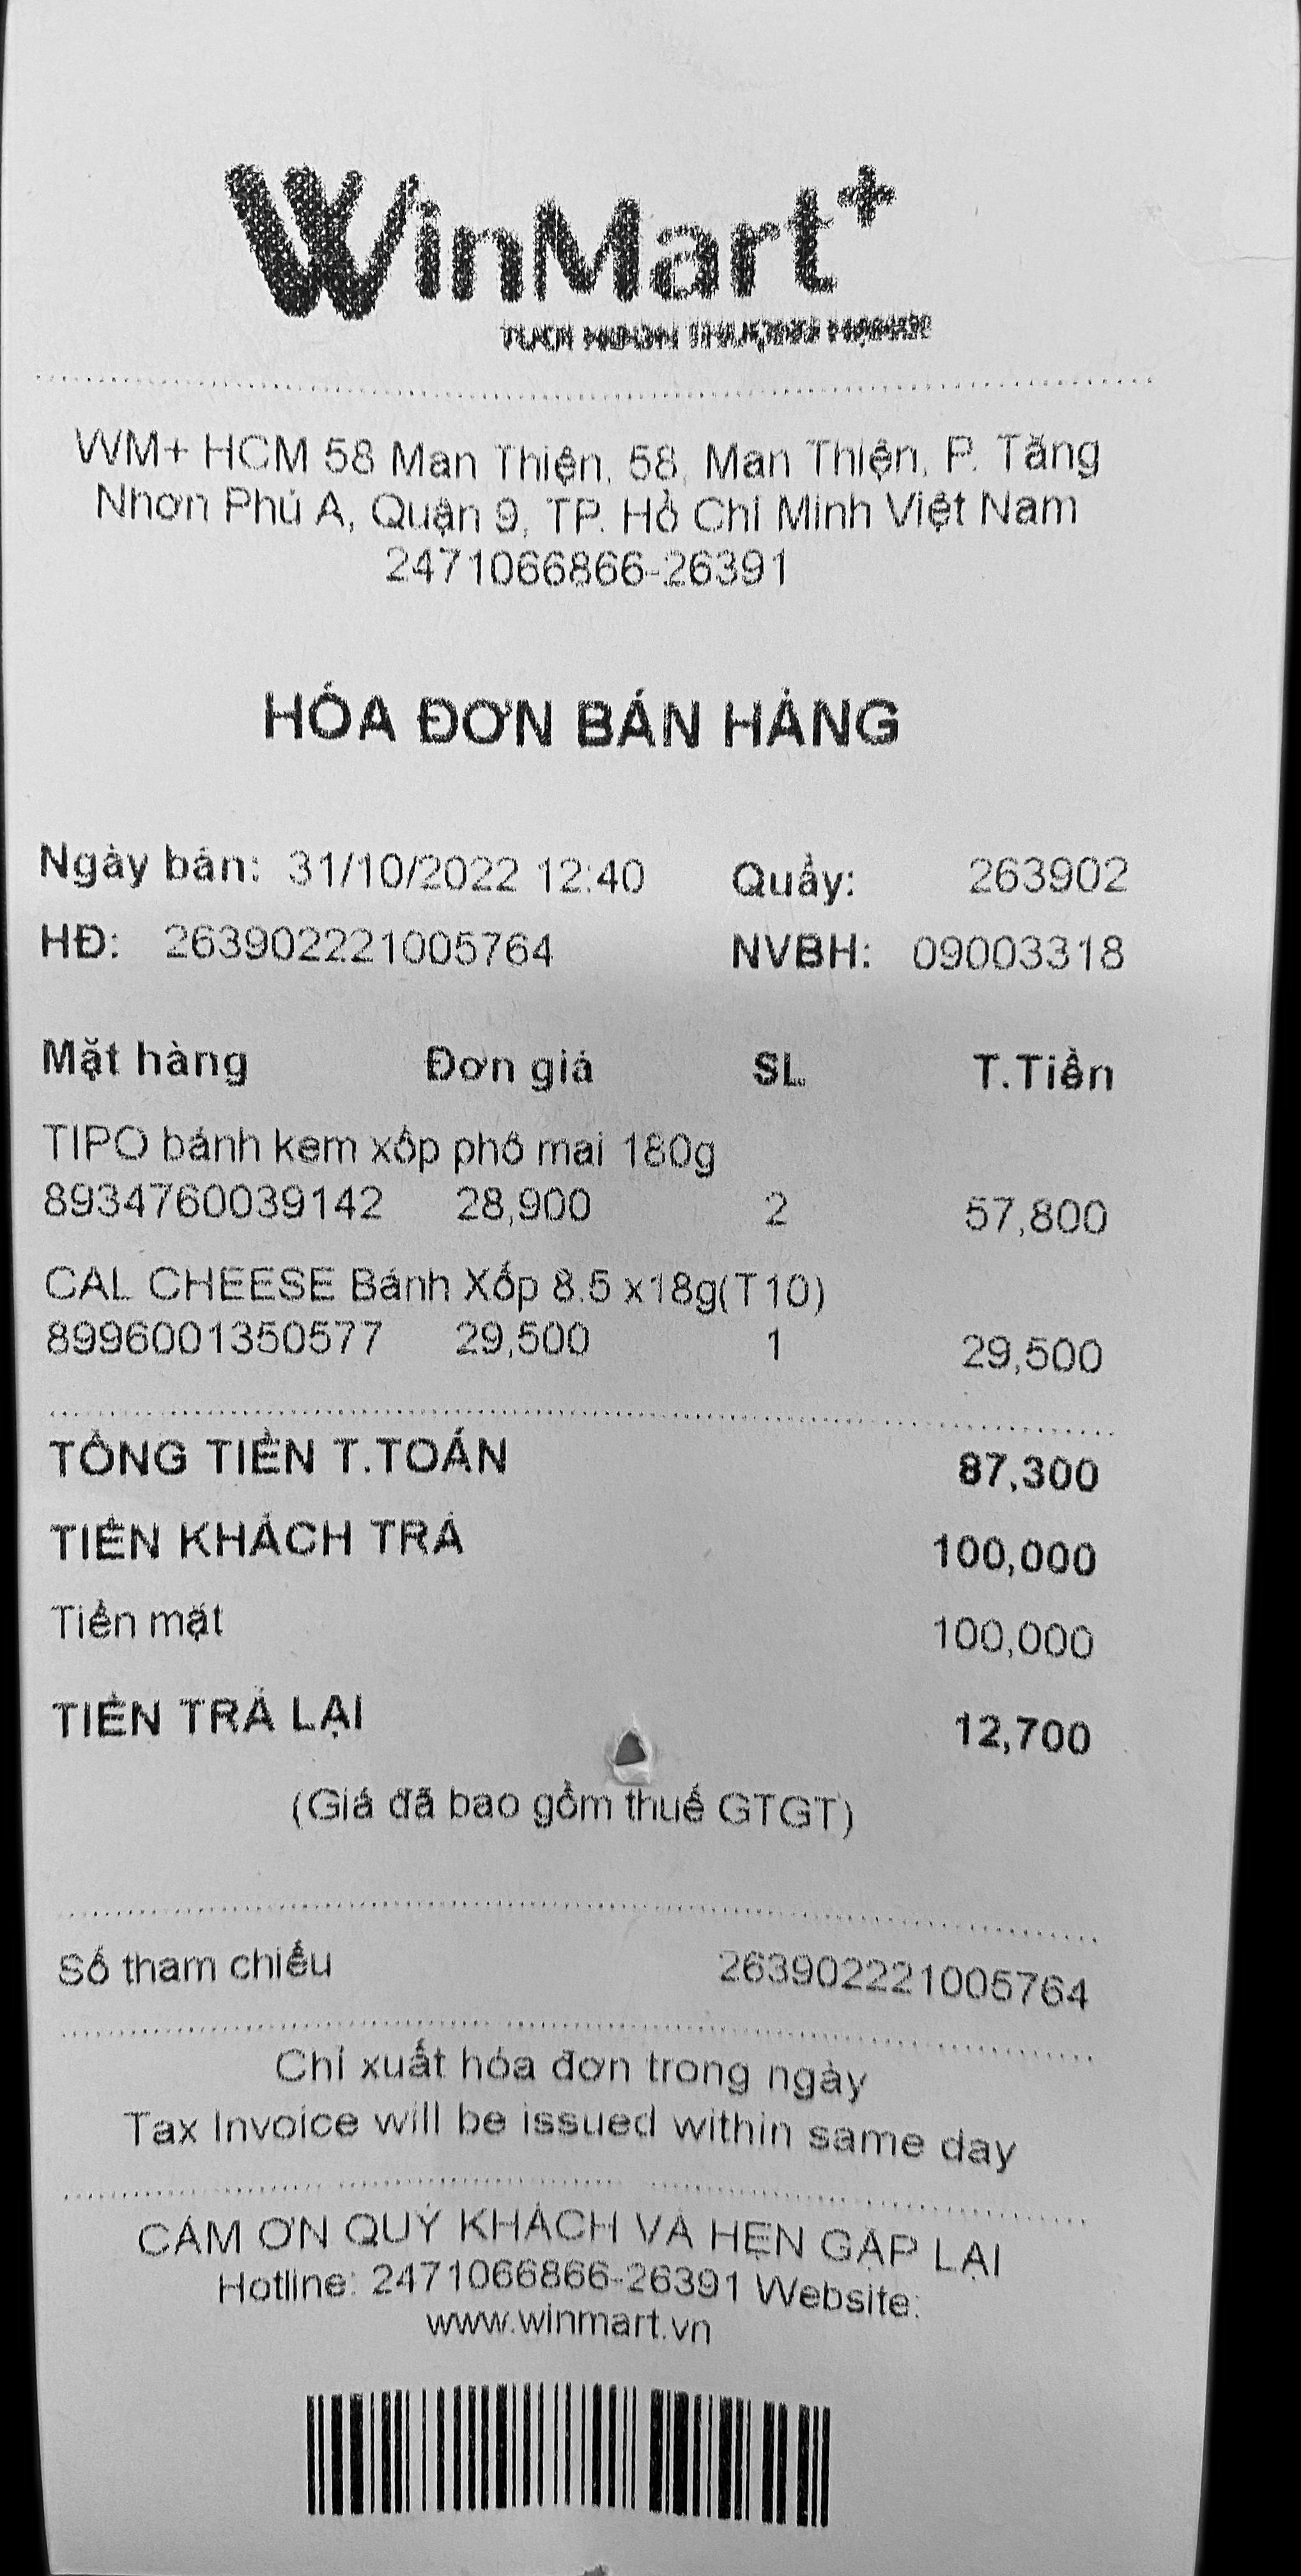 WinMart+
WM+ HCM 58 Man Thiện, 58, Man Thiện, P. Tăng
Nhơn Phú A, Quận 9, TP. Hồ Chí Minh Việt Nam
2471066866-26391
HÓA ĐƠN BÁN HÀNG
Ngày bán: 31/10/2022 12:40 Quầy: 263902
HĐ: 263902221005764 NVBH: 09003318
Mặt hàng Đơn giá SL T.Tiền
TIPO bánh kem xốp phô mai 180g
8934760039142 28,900 2 57,800
CAL CHEESE Bánh Xốp 8.5 x18g(T10)
8996001350577 29,500 1 29,500
TỔNG TIỀN T.TOÁN 87,300
TIỀN KHÁCH TRẢ 100,000
Tiền mặt 100,000
TIỀN TRẢ LẠI 12,700
(Giá đã bao gồm thuế GTGT)
Số tham chiếu 263902221005764
Chỉ xuất hóa đơn trong ngày
Tax Invoice will be issued within same day
CẢM ƠN QUÝ KHÁCH VÀ HẸN GẶP LẠI
Hotline: 2471066866-26391 Website:
www.winmart.vn